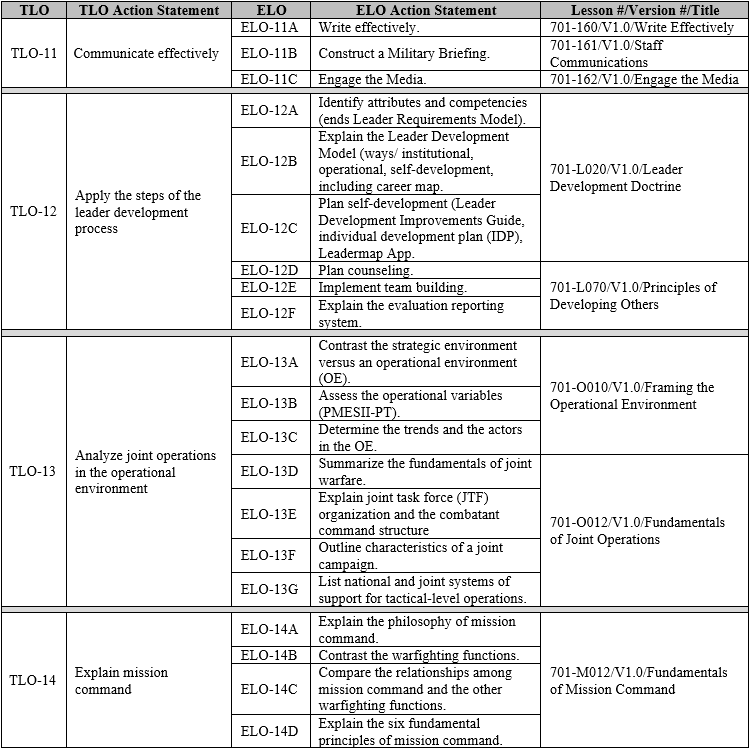 TLO TLO Action Statement ELO ELO Action Statement Lesson #/Version #/Title
TLO-11 Communicate effectively
ELO-11A Write effectively. 701-160/V1.0/Write Effectively
ELO-11B Construct a Military Briefing. 701-161/V1.0/Staff
Communications
ELO-11C Engage the Media. 701-162/V1.0/Engage the Media
TLO-12 Apply the steps of the
leader development
process
ELO-12A Identify attributes and competencies
(ends Leader Requirements Model).
ELO-12B Explain the Leader Development
Model (ways/ institutional,
operational, self-development,
including career map.
ELO-12C Plan self-development (Leader
Development Improvements Guide,
individual development plan (IDP),
Leadermap App.
701-L020/V1.0/Leader
Development Doctrine
ELO-12D Plan counseling.
ELO-12E Implement team building.
ELO-12F Explain the evaluation reporting
system.
701-L070/V1.0/Principles of
Developing Others
TLO-13 Analyze joint operations
in the operational
environment
ELO-13A Contrast the strategic environment
versus an operational environment
(OE).
ELO-13B Assess the operational variables
(PMESII-PT).
ELO-13C Determine the trends and the actors
in the OE.
701-O010/V1.0/Framing the
Operational Environment
ELO-13D Summarize the fundamentals of joint
warfare.
ELO-13E Explain joint task force (JTF)
organization and the combatant
command structure
ELO-13F Outline characteristics of a joint
campaign.
ELO-13G List national and joint systems of
support for tactical-level operations.
701-O012/V1.0/Fundamentals
of Joint Operations
TLO-14 Explain mission
command
ELO-14A Explain the philosophy of mission
command.
ELO-14B Contrast the warfighting functions.
ELO-14C Compare the relationships among
mission command and the other
warfighting functions.
ELO-14D Explain the six fundamental
principles of mission command.
701-M012/V1.0/Fundamentals
of Mission Command